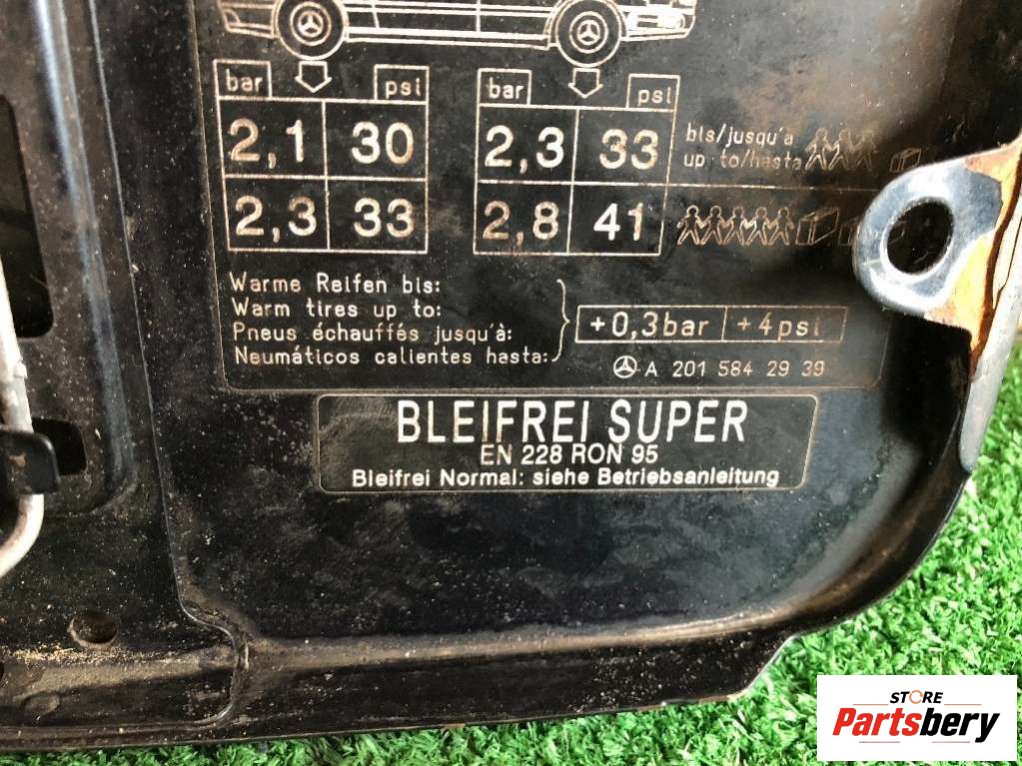 bar psi bar psi
2,1 30 2,3 33 bis/jusqu'a
up to/hasta
2,3 33 2,8 41
Warme Reifen bis:
Warm tires up to:
Pneus échauffés jusqu'à:
Neumáticos calientes hasta:
+0,3bar +4psi
A 201 584 29 39
BLEIFREI SUPER
EN 228 RON 95
Bleifrei Normal: siehe Betriebsanleitung
STORE
Partsbery